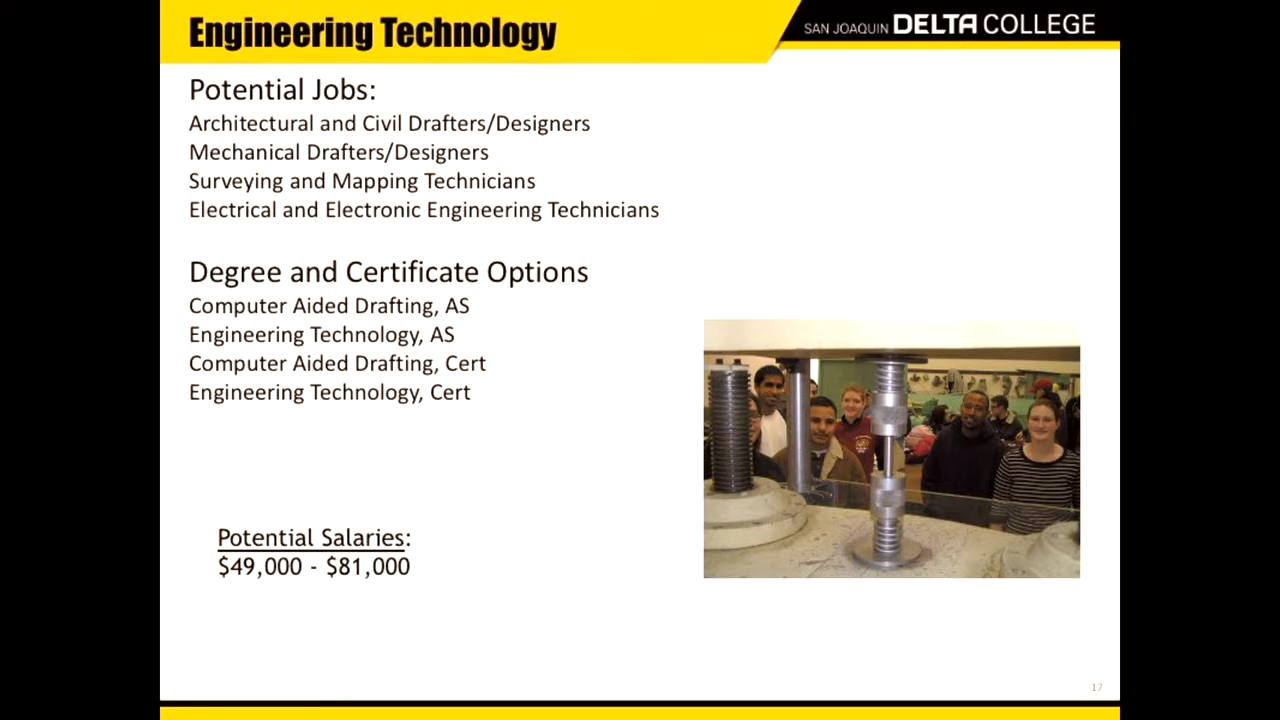 Engineering Technology
SAN JOAQUIN DELTA COLLEGE
Potential Jobs:
Architectural and Civil Drafters/Designers
Mechanical Drafters/Designers
Surveying and Mapping Technicians
Electrical and Electronic Engineering Technicians
Degree and Certificate Options
Computer Aided Drafting, AS
Engineering Technology, AS
Computer Aided Drafting, Cert
Engineering Technology, Cert
Potential Salaries:
$49,000 - $81,000
17